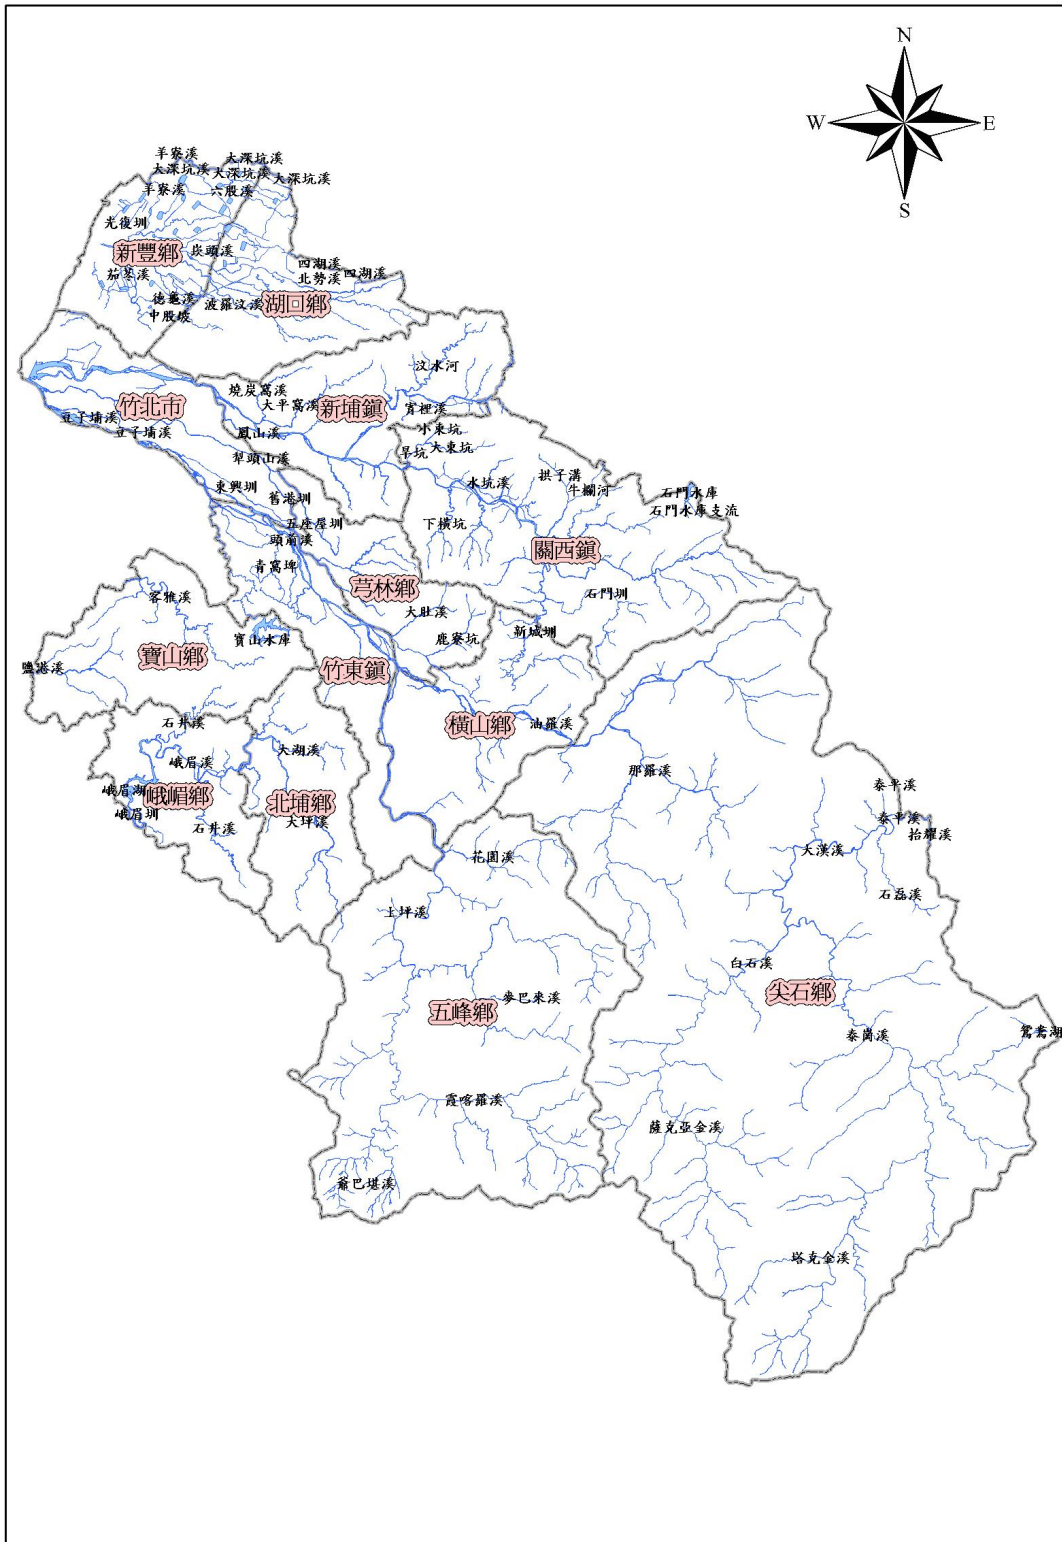 N
W
E
S
羊寮溪
大深坑溪
大深坑溪
大深坑溪
大深坑溪
羊寮溪
六股溪
光復圳
新豐鄉
崁頭溪
四湖溪
北勢溪
四湖溪
茄苳溪
德龜溪
中股坡
波羅汶溪
湖口鄉
汶水河
燒炭窩溪
大平窩溪
新埔鎮
霄裡溪
竹北市
豆子埔溪
豆子埔溪
鳳山溪
小東坑
大東坑
旱坑
犁頭山溪
水坑溪
拱子溝
牛欄河
石門水庫
石門水庫支流
東興圳
舊港圳
五座屋圳
頭前溪
下橫坑
關西鎮
青窩埤
芎林鄉
石門圳
客雅溪
大肚溪
鹿寮坑
新城圳
寶山水庫
寶山鄉
鹽港溪
竹東鎮
橫山鄉
油羅溪
石井溪
大湖溪
峨眉溪
那羅溪
峨眉湖
峨嵋鄉
北埔鄉
峨眉圳
石井溪
大坪溪
泰平溪
泰平溪
抬耀溪
大漢溪
花園溪
石磊溪
上坪溪
白石溪
尖石鄉
麥巴來溪
五峰鄉
泰崗溪
鴛鴦湖
霞喀羅溪
薩克亞金溪
爺巴堪溪
塔克金溪